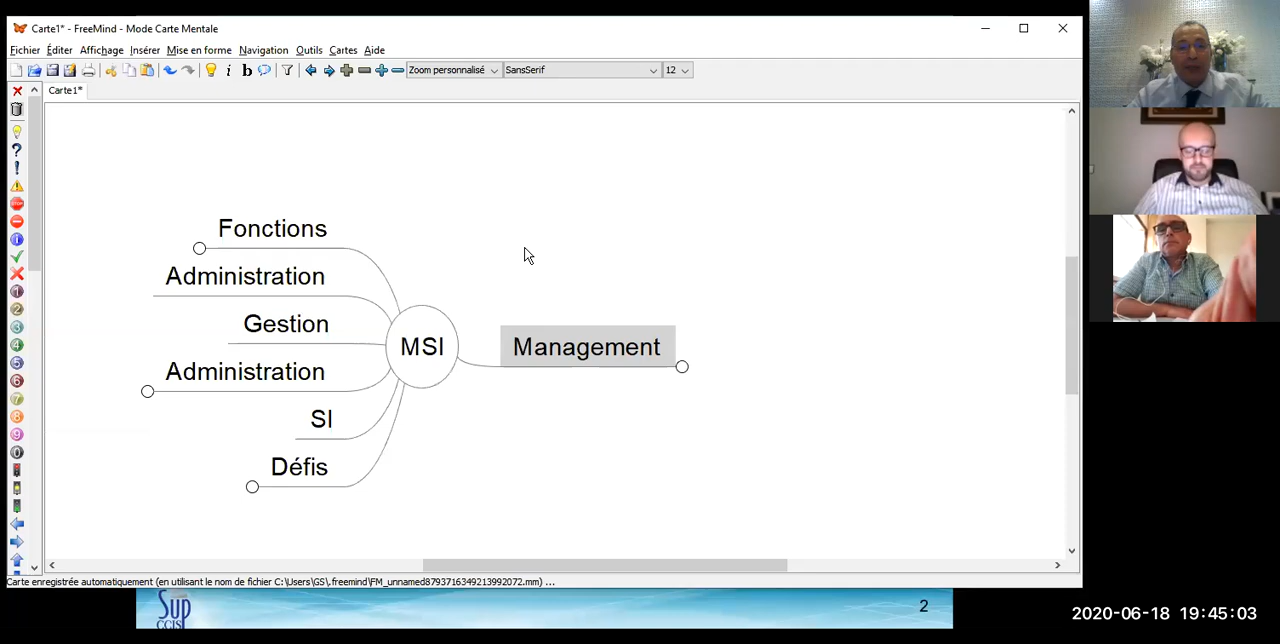 Carte1* - FreeMind - Mode Carte Mentale
Fichier Éditer Affichage Insérer Mise en forme Navigation Outils Cartes Aide
Zoom personnalisé SansSerif 12
Carte1*
Fonctions
Administration
Gestion
MSI
Management
Administration
SI
Défis
Carte enregistrée automatiquement (en utilisant le nom de fichier C:\Users\GS\.freemind\FM_unnamed8793716349213992072.mm) ...
Sup
CCIS
2
2020-06-18 19:45:03